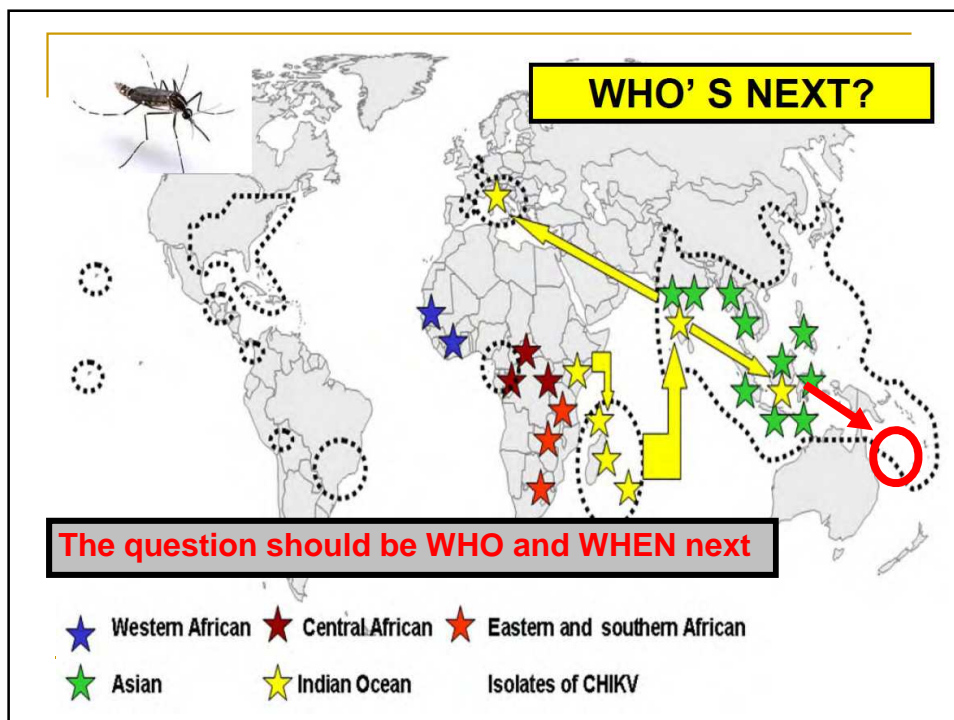 WHO' S NEXT?
The question should be WHO and WHEN next
Western African Central African Eastern and southern African
Asian Indian Ocean Isolates of CHIKV